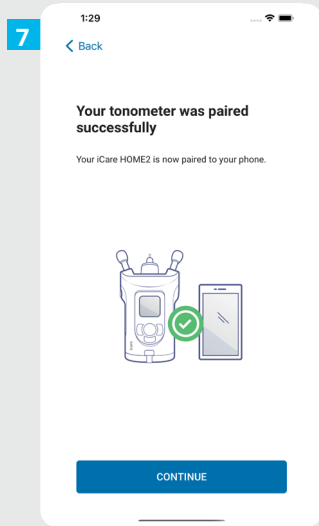 7
1:29
Back
Your tonometer was paired
successfully
Your iCare HOME2 is now paired to your phone.
CONTINUE